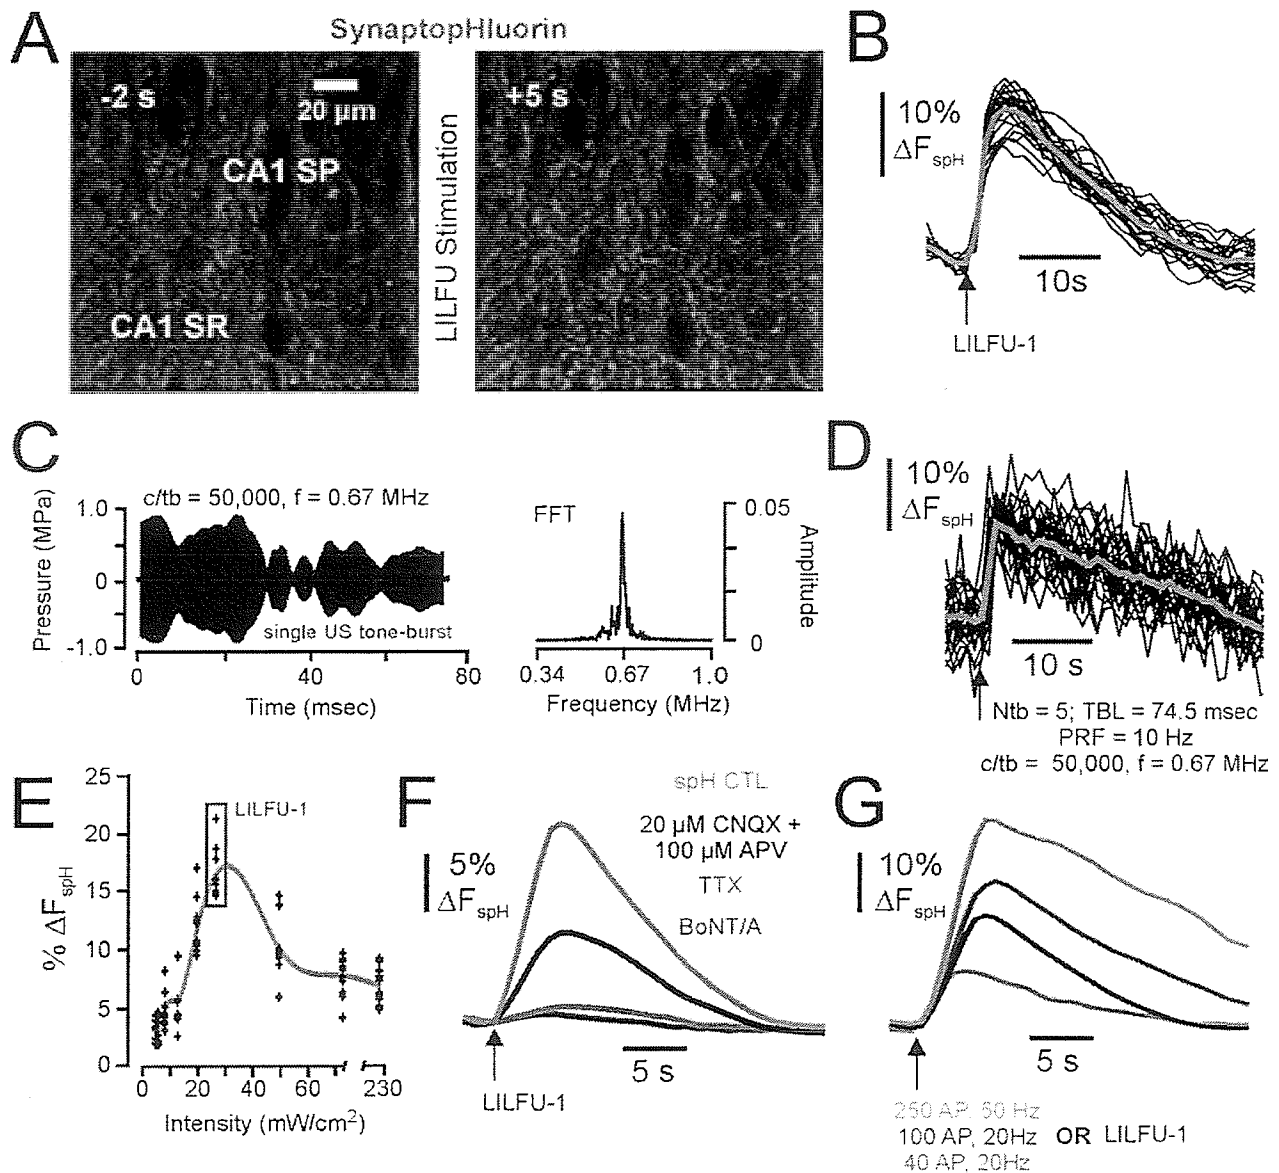 A
SynaptopHluorin
-2 s
20 µm
CA1 SP
CA1 SR
LILFU Stimulation
+5 s
B
10%
ΔFspH
10s
LILFU-1
C
c/tb = 50,000, f = 0.67 MHz
Pressure (MPa)
1.0
0
-1.0
single US tone-burst
0
40
80
Time (msec)
FFT
0.05
0
Amplitude
0.34
0.67
1.0
Frequency (MHz)
D
10%
ΔFspH
10 s
Ntb = 5; TBL = 74.5 msec
PRF = 10 Hz
c/tb = 50,000, f = 0.67 MHz
E
% ΔFspH
25
20
15
10
5
0
LILFU-1
0
20
40
60
230
Intensity (mW/cm²)
F
spH CTL
20 µM CNQX +
100 µM APV
TTX
BoNT/A
5%
ΔFspH
5 s
LILFU-1
G
10%
ΔFspH
5 s
250 AP, 50 Hz
100 AP, 20Hz OR LILFU-1
40 AP, 20Hz